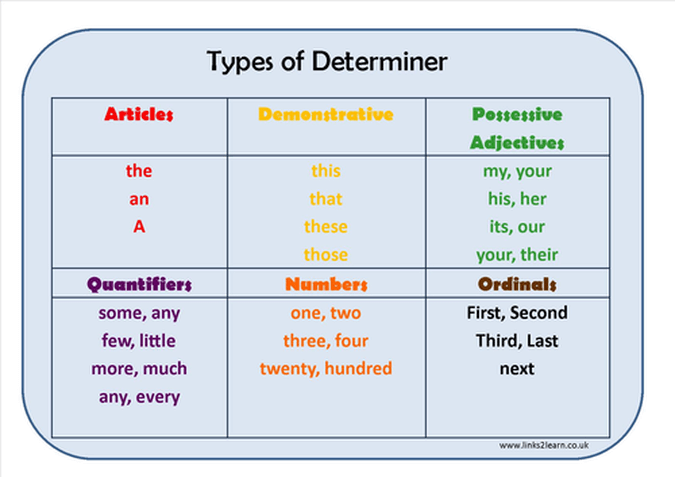 Types of Determiner
Articles
Demonstrative
Possessive
Adjectives
the
an
A
this
that
these
those
my, your
his, her
its, our
your, their
Quantifiers
Numbers
Ordinals
some, any
few, little
more, much
any, every
one, two
three, four
twenty, hundred
First, Second
Third, Last
next
www.links2learn.co.uk